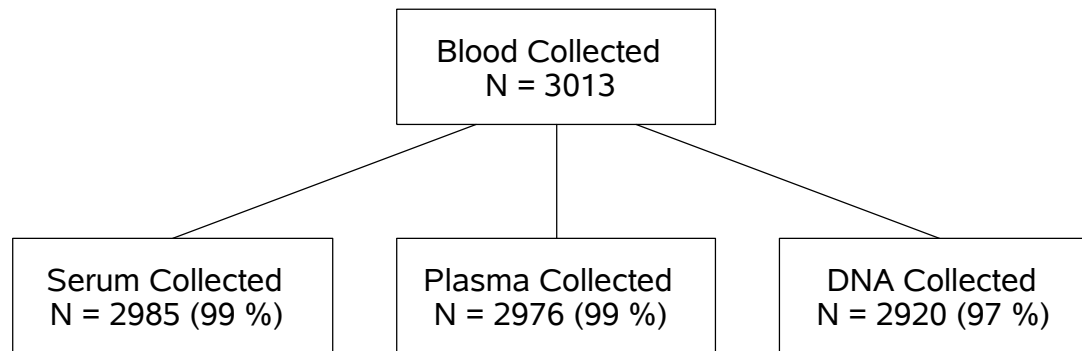 Blood Collected
N = 3013
Serum Collected
N = 2985 (99 %)
Plasma Collected
N = 2976 (99 %)
DNA Collected
N = 2920 (97 %)